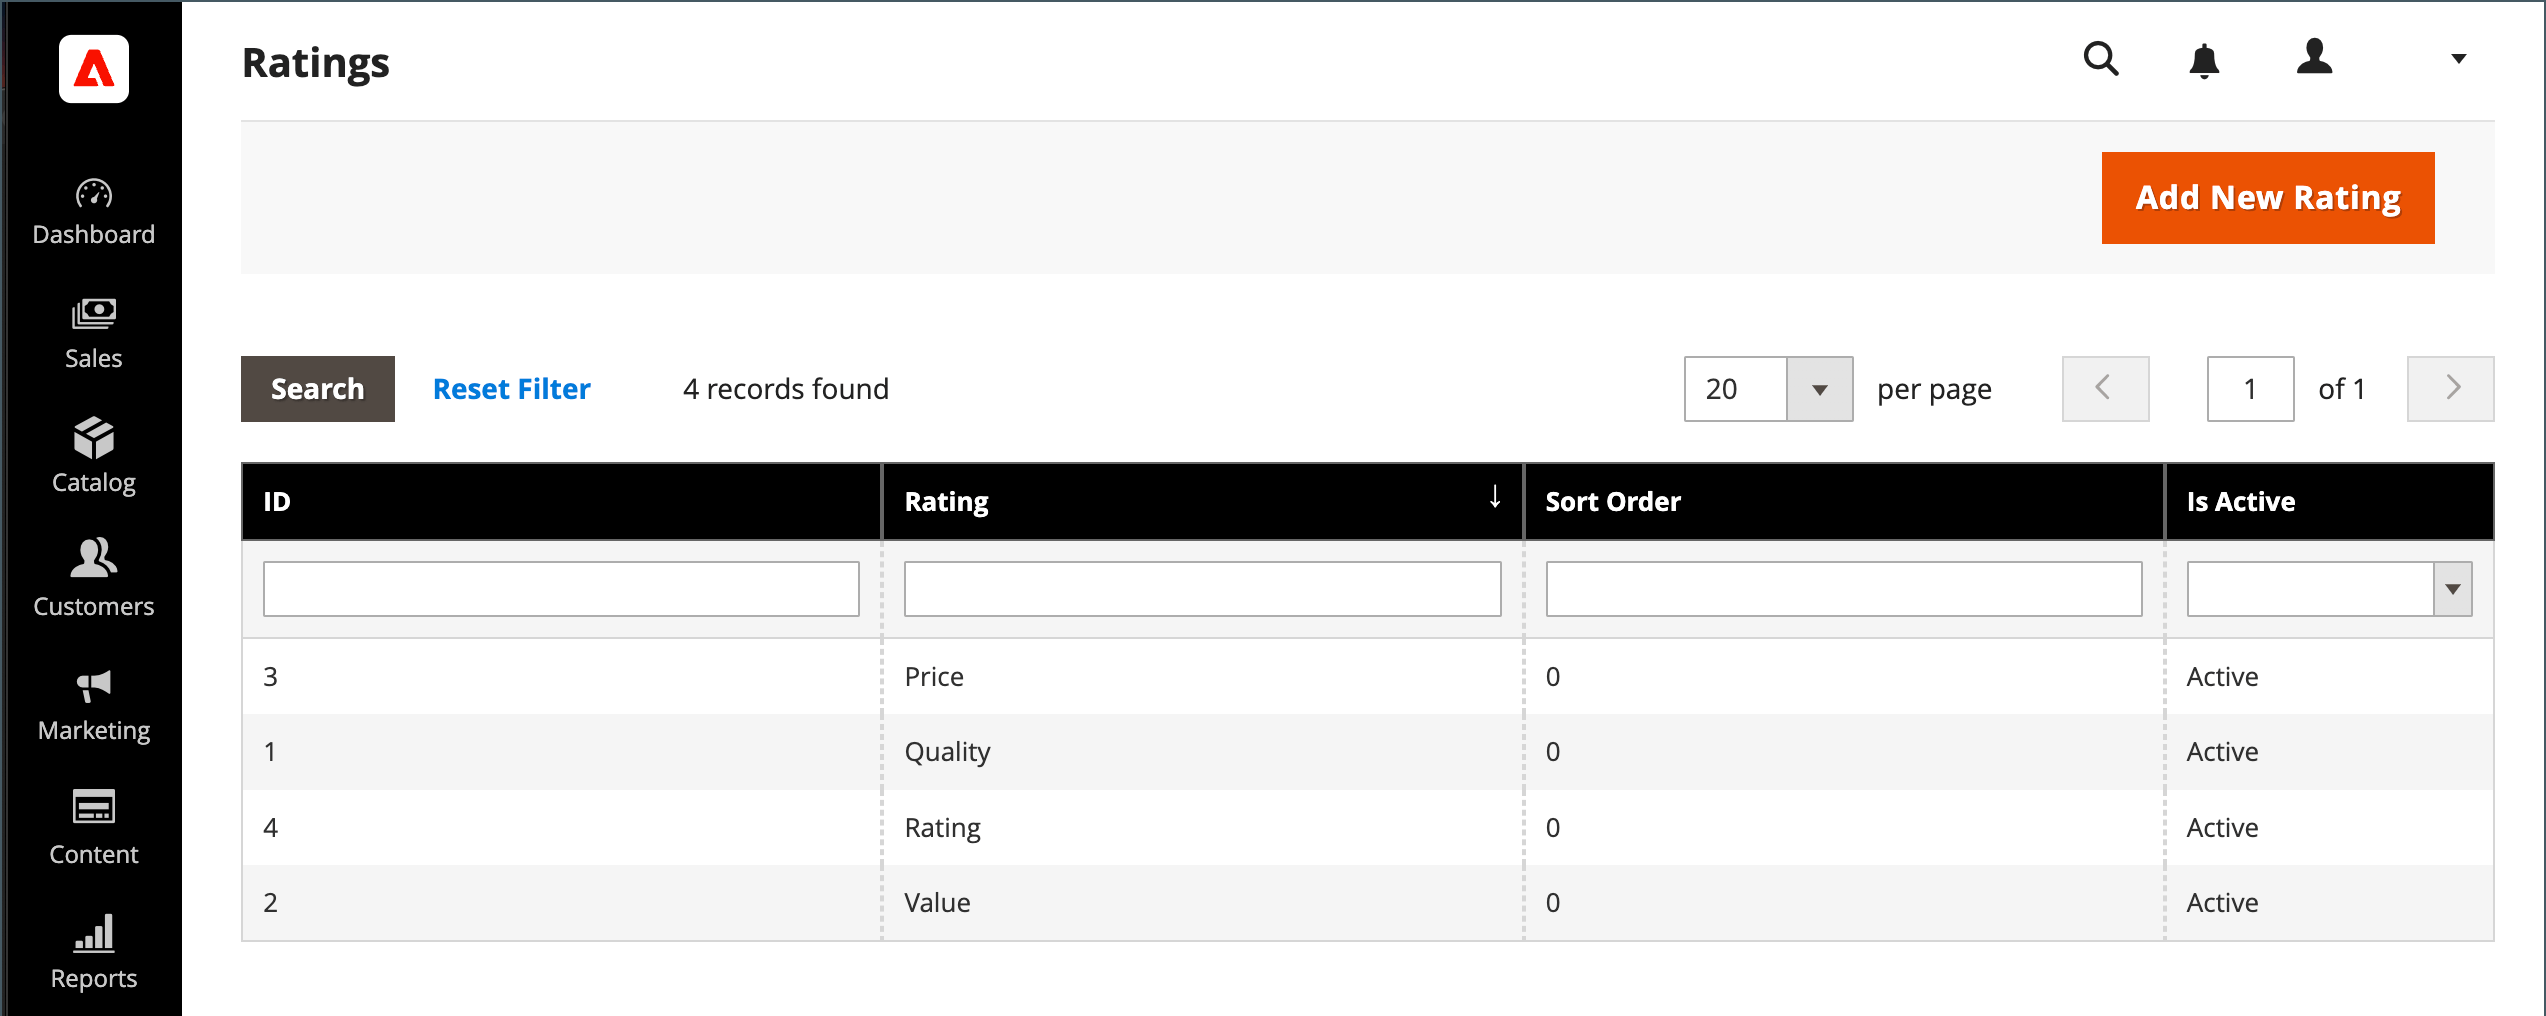 Ratings
Dashboard
Sales
Catalog
Customers
Marketing
Content
Reports
Add New Rating
Search Reset Filter 4 records found 20 per page 1 of 1
ID Rating ↓ Sort Order Is Active
3 Price 0 Active
1 Quality 0 Active
4 Rating 0 Active
2 Value 0 Active